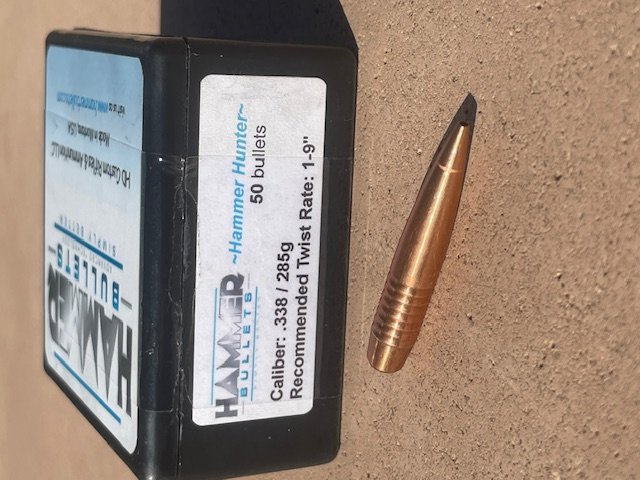 HAMMER
BULLETS
~Hammer Hunter~
50 bullets
Caliber: .338 / 285g
Recommended Twist Rate: 1-9"
HAMMER
BULLETS
SIMPLY BETTER
HD Custom Rifles & Ammunition LLC
Made in Montana, USA